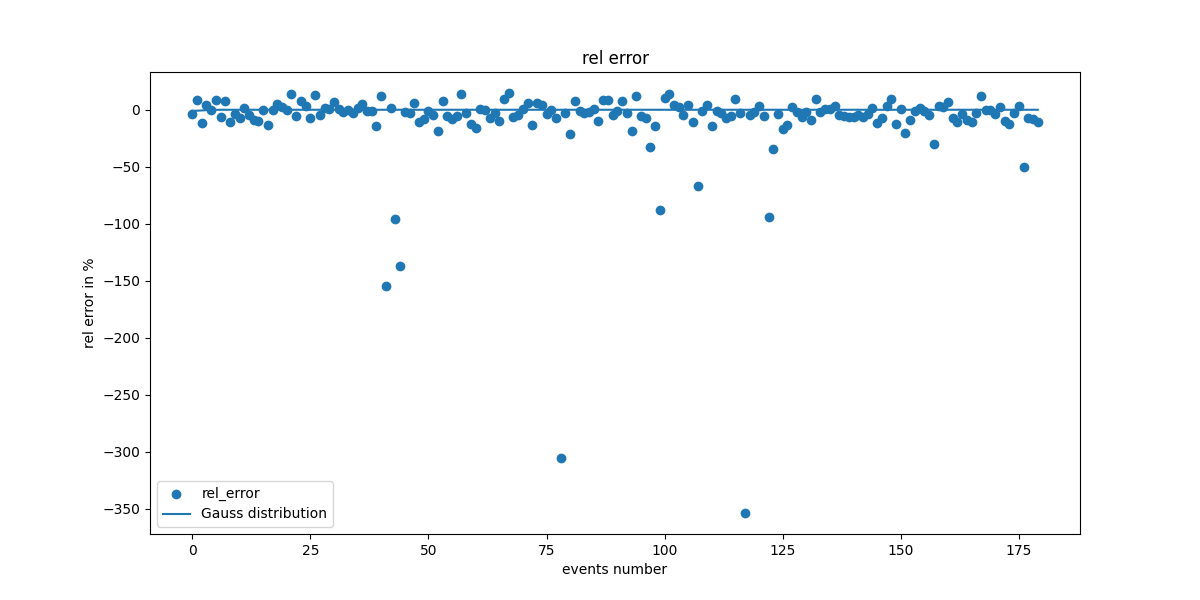 rel error
rel error in %
0
−50
−100
−150
−200
−250
−300
−350
rel_error
Gauss distribution
0 25 50 75 100 125 150 175
events number